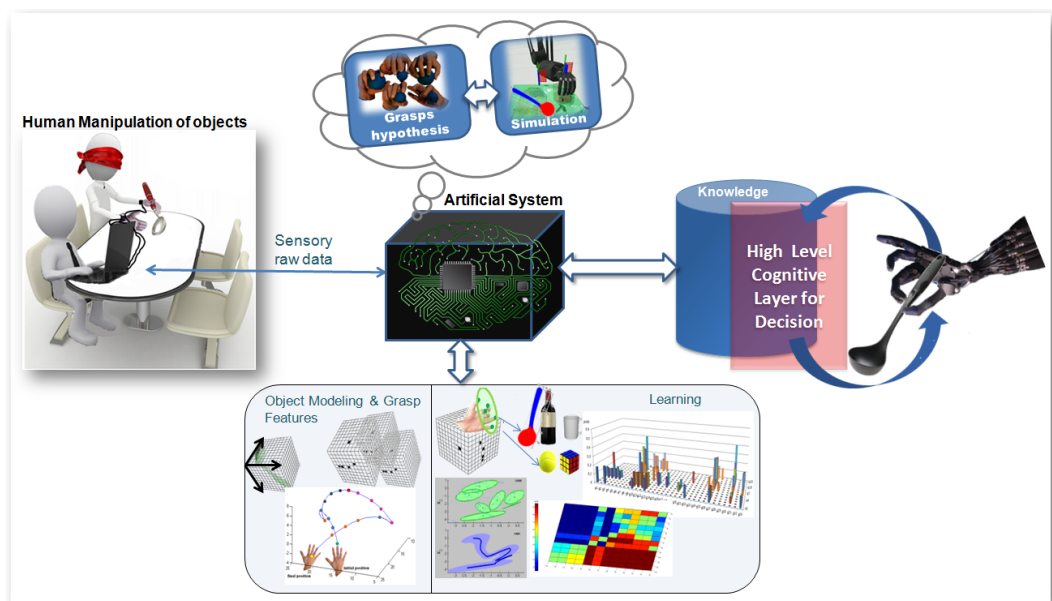 Grasps
hypothesis
Simulation
Human Manipulation of objects
Artificial System
Knowledge
Sensory
raw data
High Level
Cognitive
Layer for
Decision
Object Modeling & Grasp
Features
Learning
final position
initial position